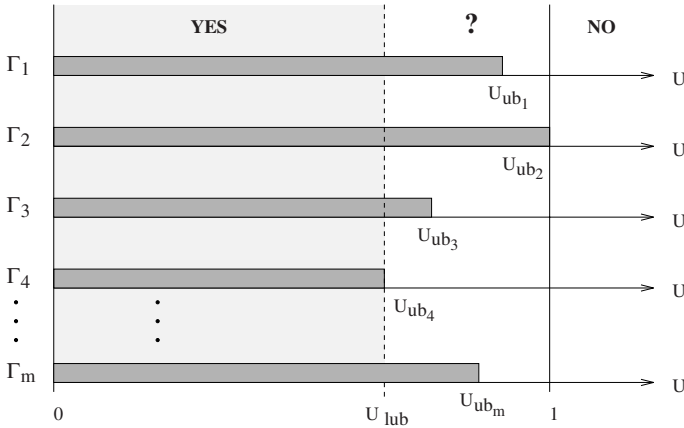 YES ? NO
Γ1 U
Uub1
Γ2 U
Uub2
Γ3 U
Uub3
Γ4 U
Uub4
Γm U
Uubm
0 Ulub 1